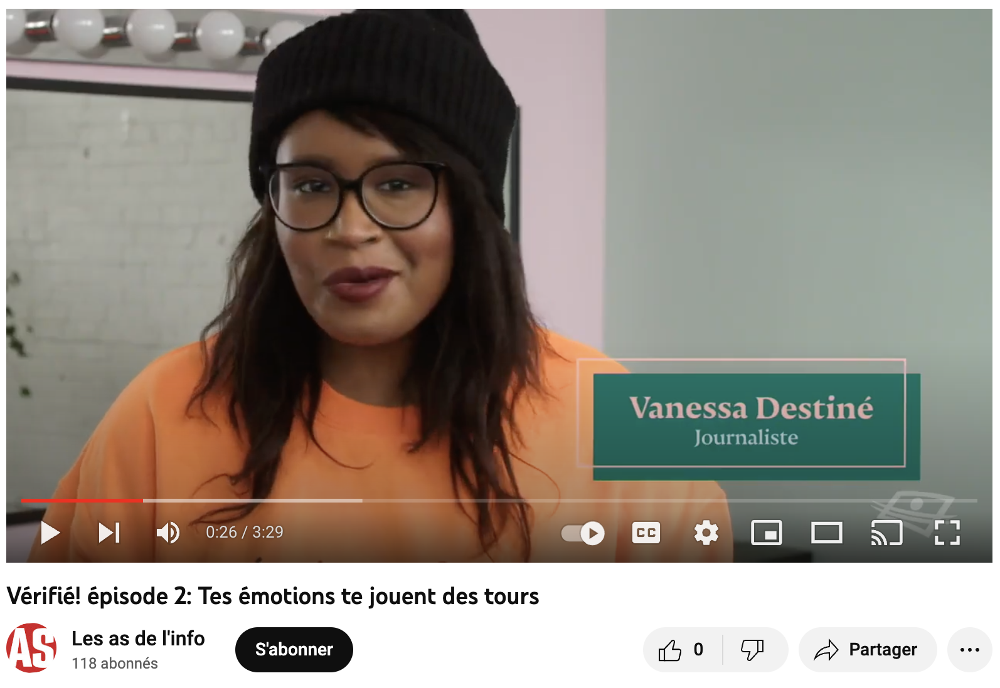 Vanessa Destiné
Journaliste
0:26 / 3:29
CC
Vérifié! épisode 2: Tes émotions te jouent des tours
AS
Les as de l'info
118 abonnés
S'abonner
0
Partager